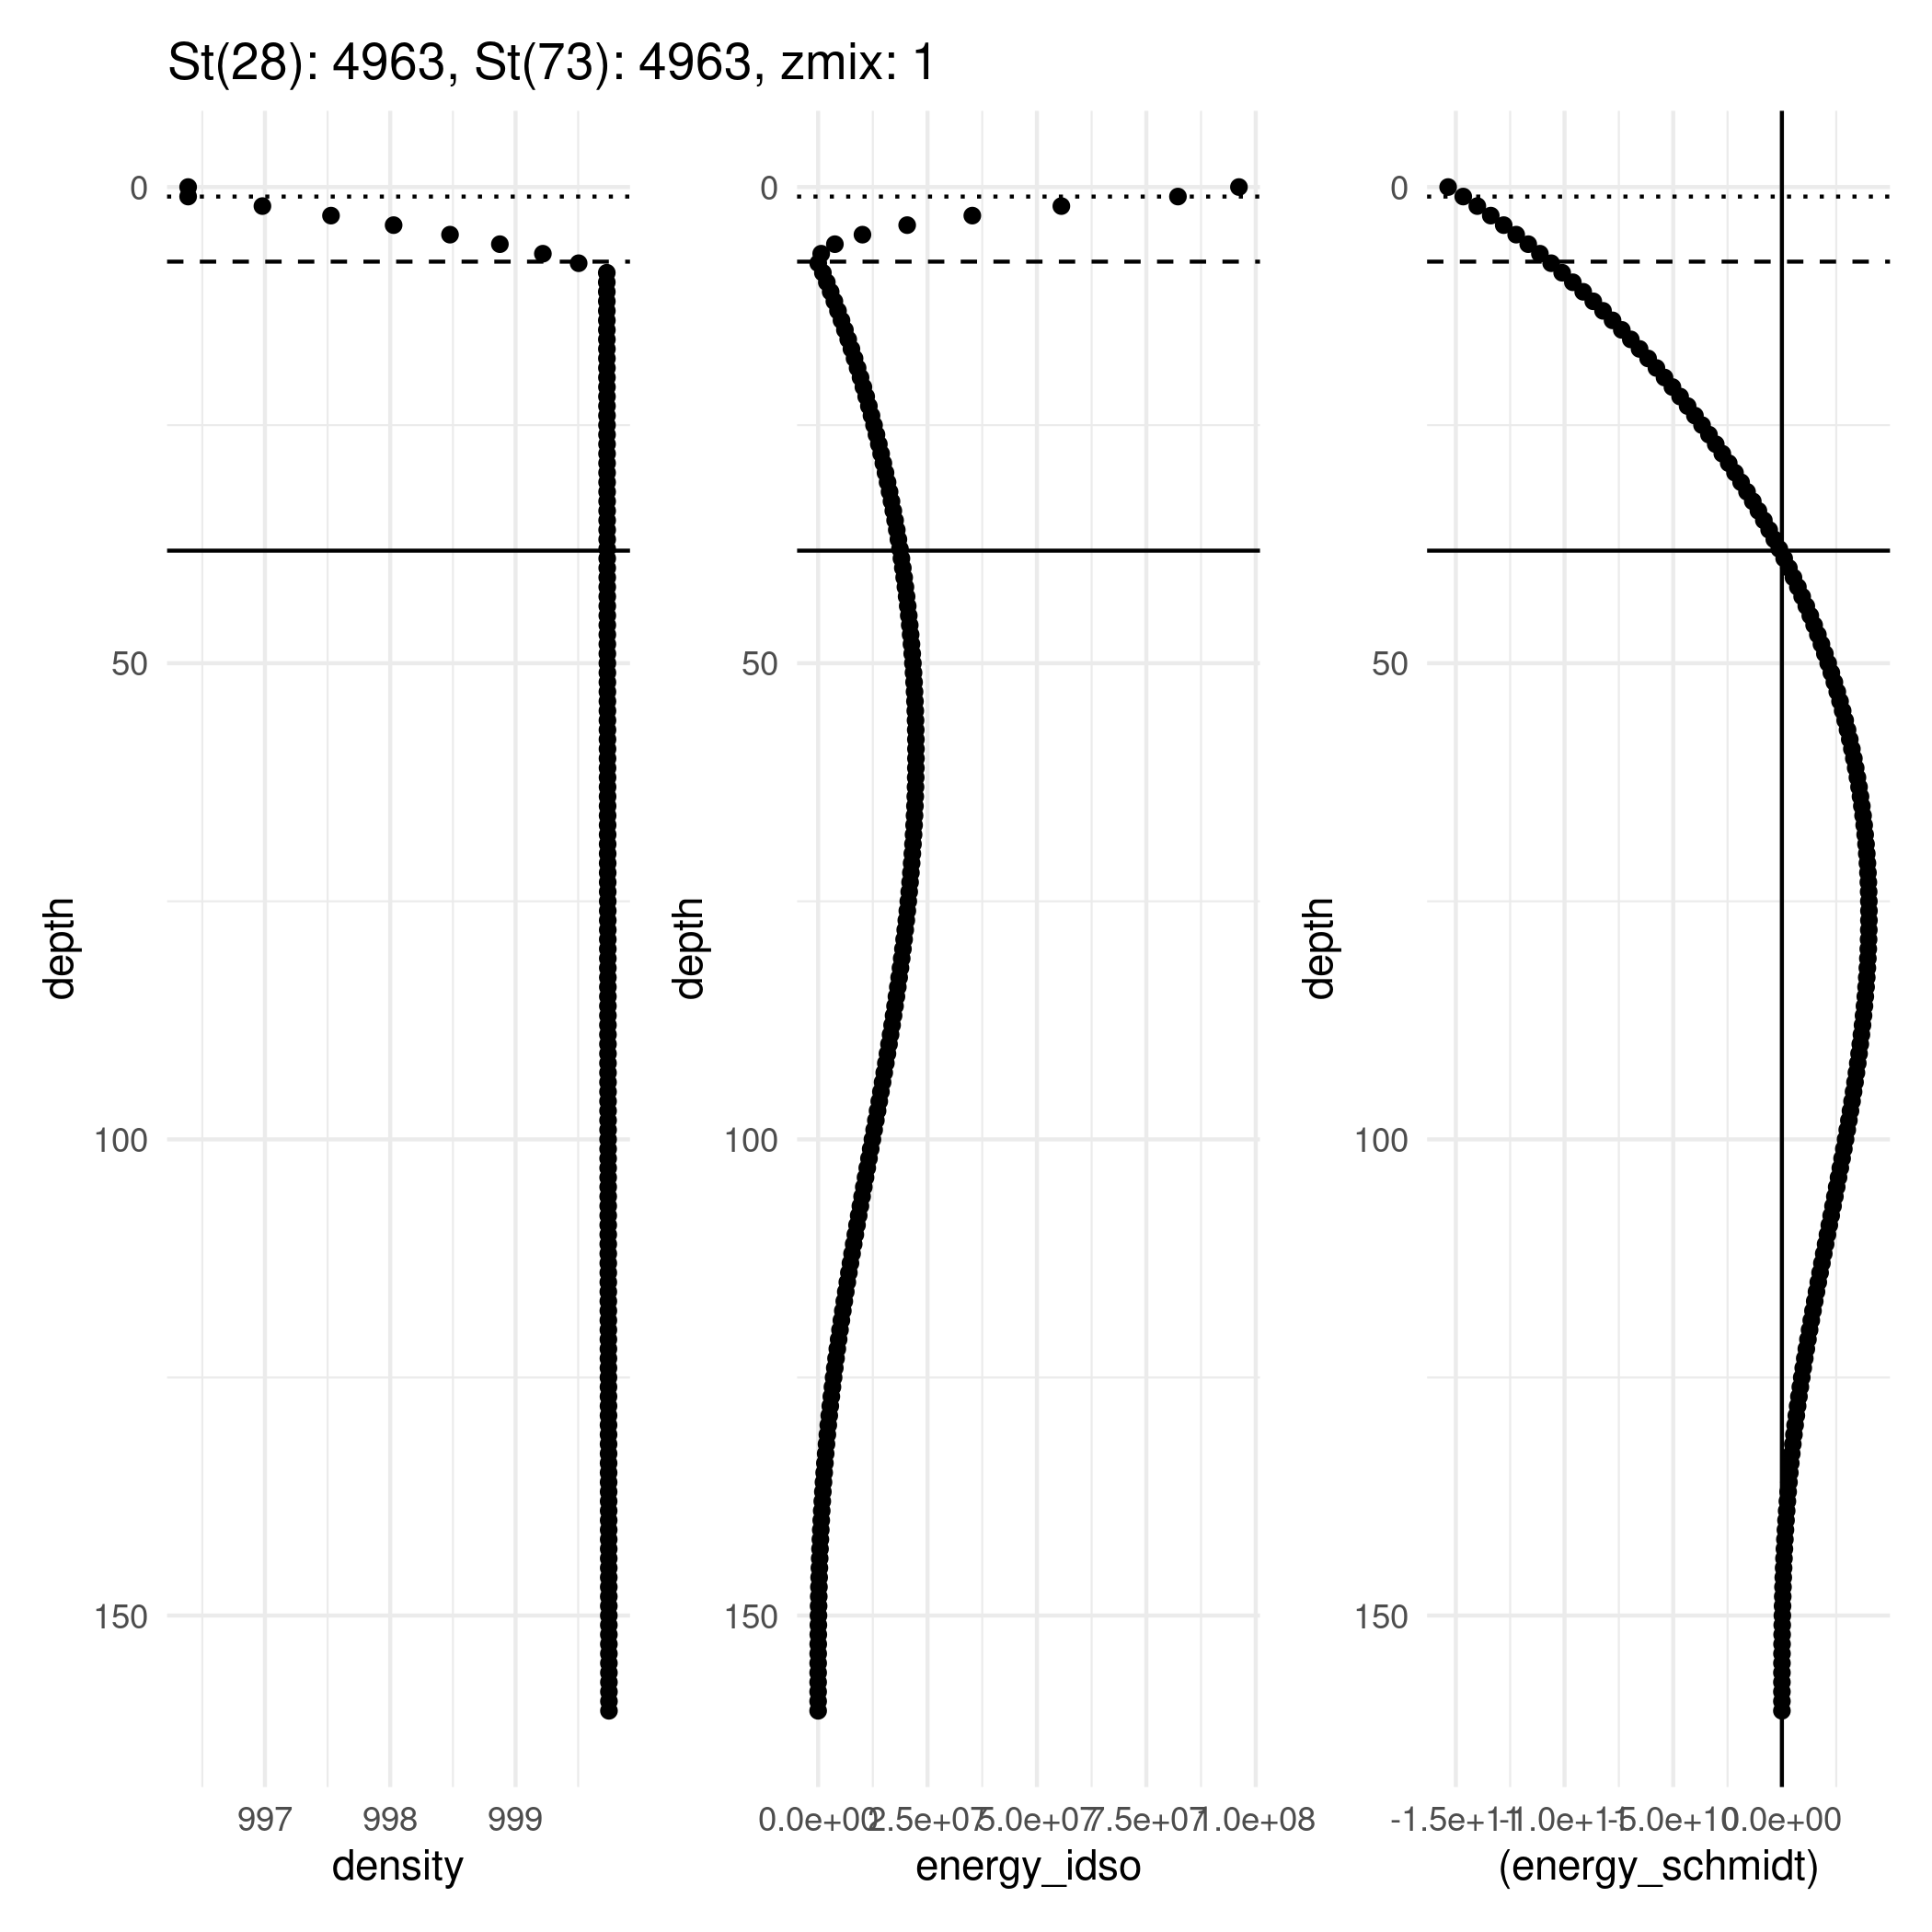 St(28): 4963, St(73): 4963, zmix: 1
0
50
100
150
depth
997 998 999
density
0
50
100
150
depth
0.0e+00 2.5e+07 5.0e+07 7.5e+07 1.0e+08
energy_idso
0
50
100
150
depth
-1.5e+11 -1.0e+11 -5.0e+10 0.0e+00
(energy_schmidt)